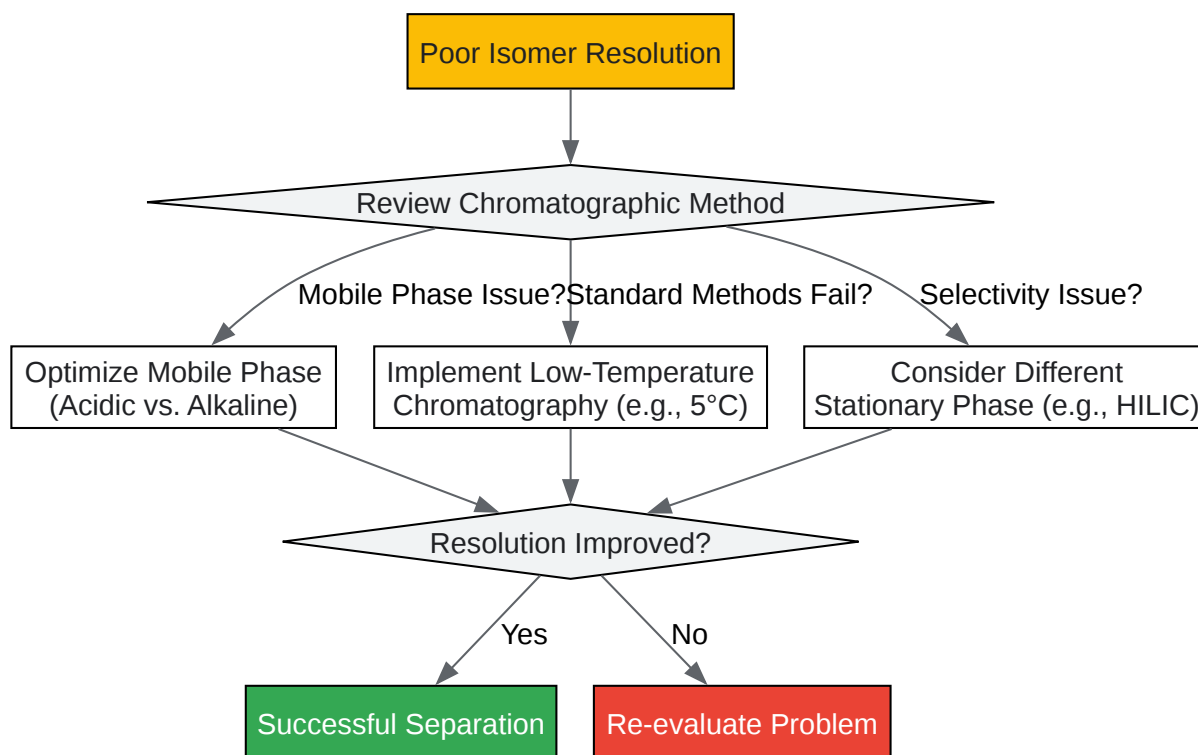 Poor Isomer Resolution
Review Chromatographic Method
Mobile Phase Issue?
Standard Methods Fail?
Selectivity Issue?
Optimize Mobile Phase
(Acidic vs. Alkaline)
Implement Low-Temperature
Chromatography (e.g., 5°C)
Consider Different
Stationary Phase (e.g., HILIC)
Resolution Improved?
Yes
No
Successful Separation
Re-evaluate Problem